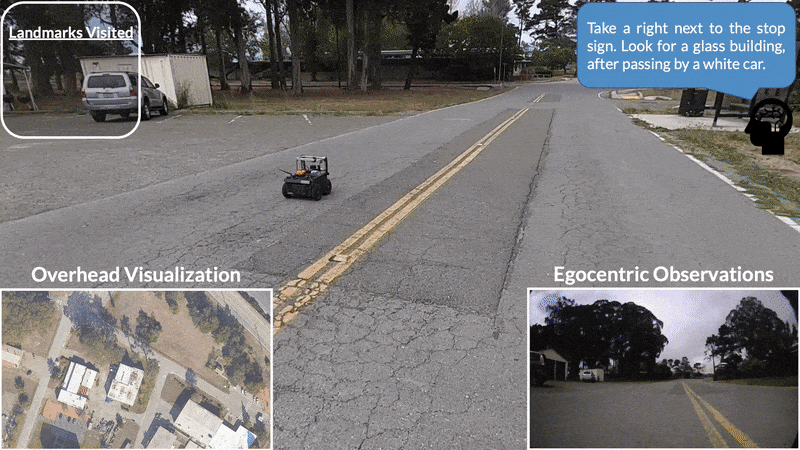 Landmarks Visited
Take a right next to the stop
sign. Look for a glass building,
after passing by a white car.
Overhead Visualization
Egocentric Observations